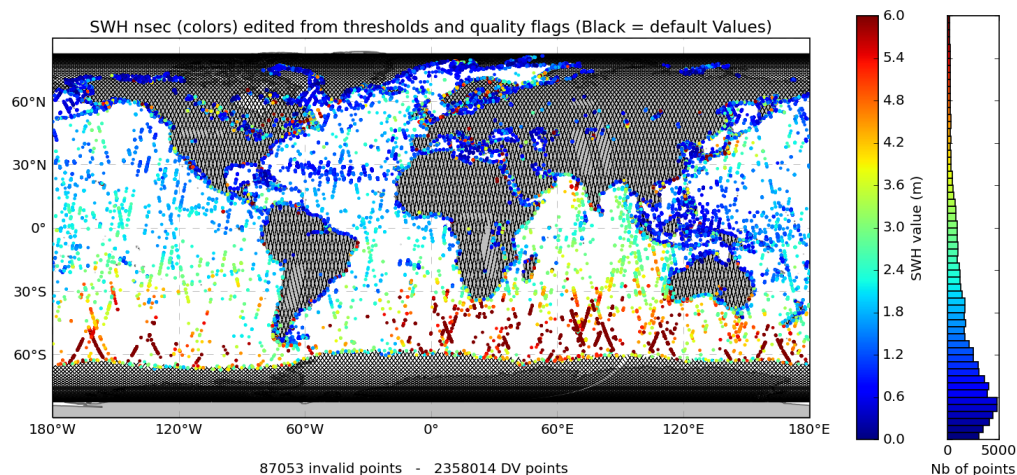 SWH nsec (colors) edited from thresholds and quality flags (Black = default Values)
60°N
30°N
0°
30°S
60°S
180°W 120°W 60°W 0° 60°E 120°E 180°E
87053 invalid points - 2358014 DV points
6.0
5.4
4.8
4.2
3.6
3.0
2.4
1.8
1.2
0.6
0.0
SWH value (m)
0 5000
Nb of points